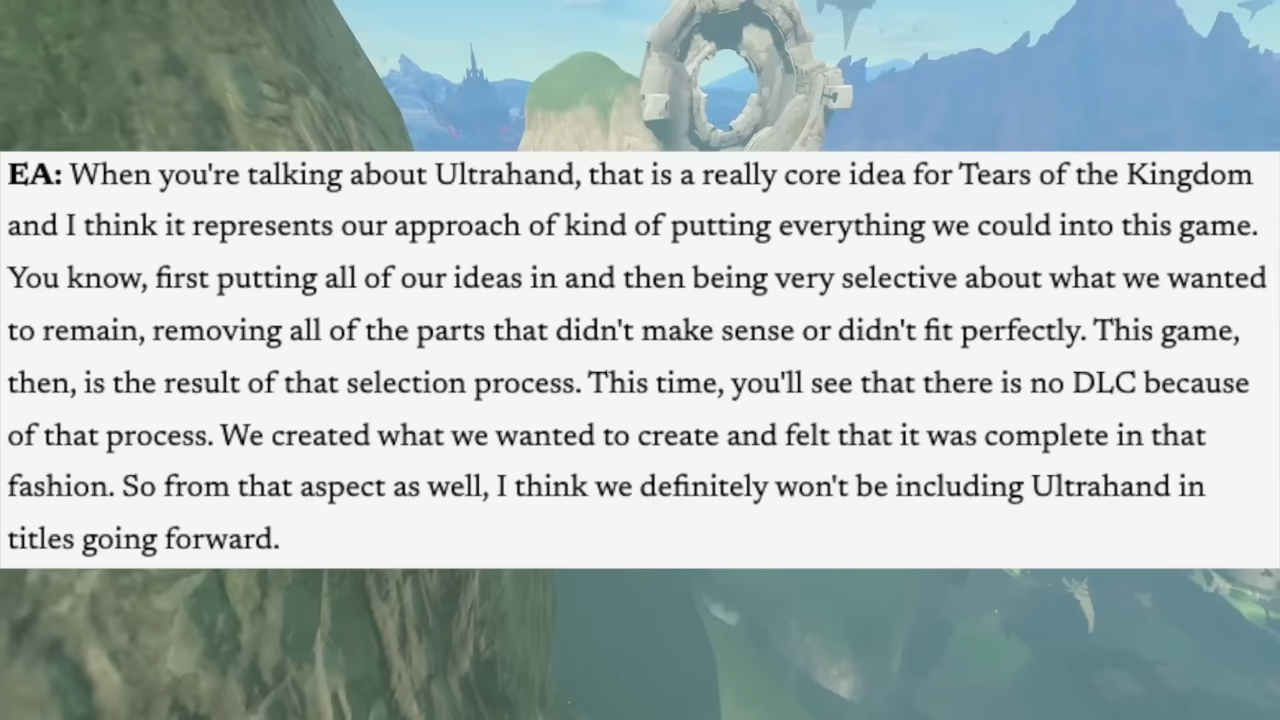 EA: When you're talking about Ultrahand, that is a really core idea for Tears of the Kingdom
and I think it represents our approach of kind of putting everything we could into this game.
You know, first putting all of our ideas in and then being very selective about what we wanted
to remain, removing all of the parts that didn't make sense or didn't fit perfectly. This game,
then, is the result of that selection process. This time, you'll see that there is no DLC because
of that process. We created what we wanted to create and felt that it was complete in that
fashion. So from that aspect as well, I think we definitely won't be including Ultrahand in
titles going forward.